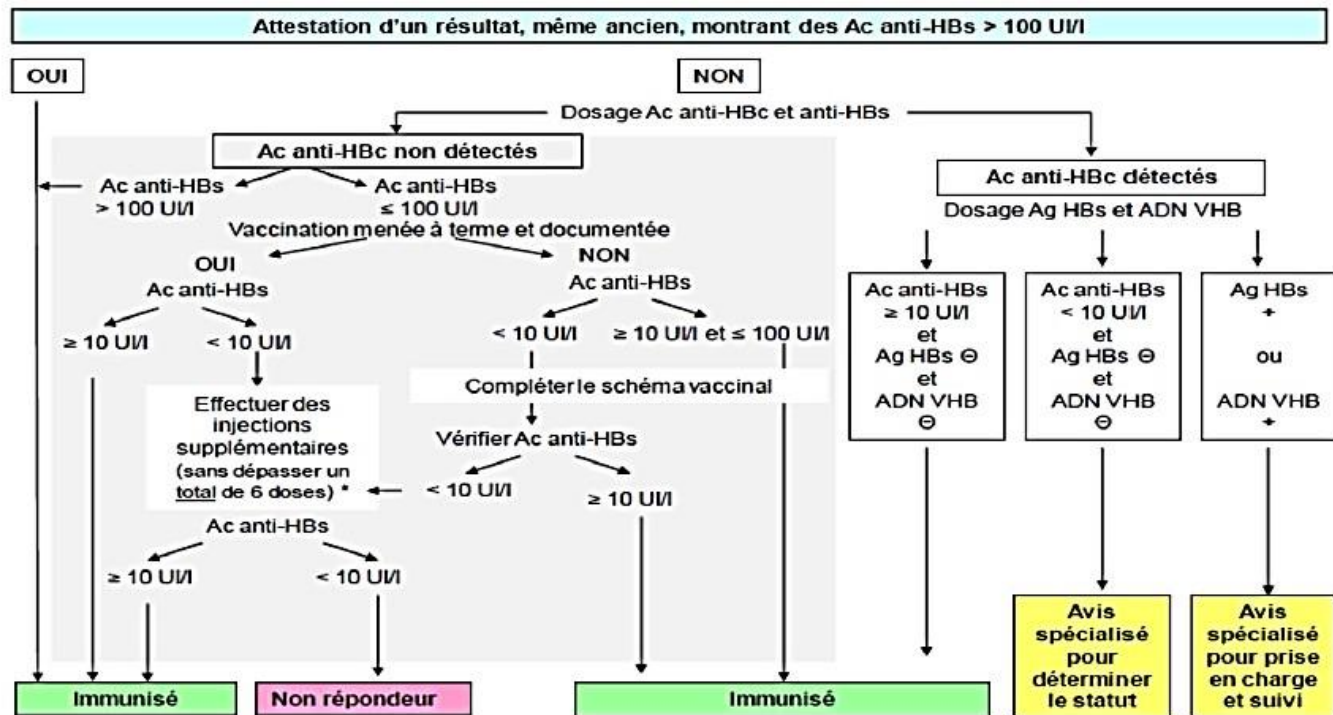 Attestation d'un résultat, même ancien, montrant des Ac anti-HBs > 100 UI/l
OUI
NON
Dosage Ac anti-HBc et anti-HBs
Ac anti-HBc non détectés
Ac anti-HBs
> 100 UI/l
Ac anti-HBs
≤ 100 UI/l
Vaccination menée à terme et documentée
OUI
Ac anti-HBs
≥ 10 UI/l
< 10 UI/l
NON
Ac anti-HBs
< 10 UI/l
≥ 10 UI/l et ≤ 100 UI/l
Effectuer des
injections
supplémentaires
(sans dépasser un
total de 6 doses) *
Compléter le schéma vaccinal
Vérifier Ac anti-HBs
< 10 UI/l
≥ 10 UI/l
Ac anti-HBs
≥ 10 UI/l
< 10 UI/l
Ac anti-HBc détectés
Dosage Ag HBs et ADN VHB
Ac anti-HBs
≥ 10 UI/l
et
Ag HBs ⊖
et
ADN VHB
⊖
Ac anti-HBs
< 10 UI/l
et
Ag HBs ⊖
et
ADN VHB
⊖
Ag HBs
+
ou
ADN VHB
+
Immunisé
Non répondeur
Immunisé
Avis
spécialisé
pour
déterminer
le statut
Avis
spécialisé
pour prise
en charge
et suivi